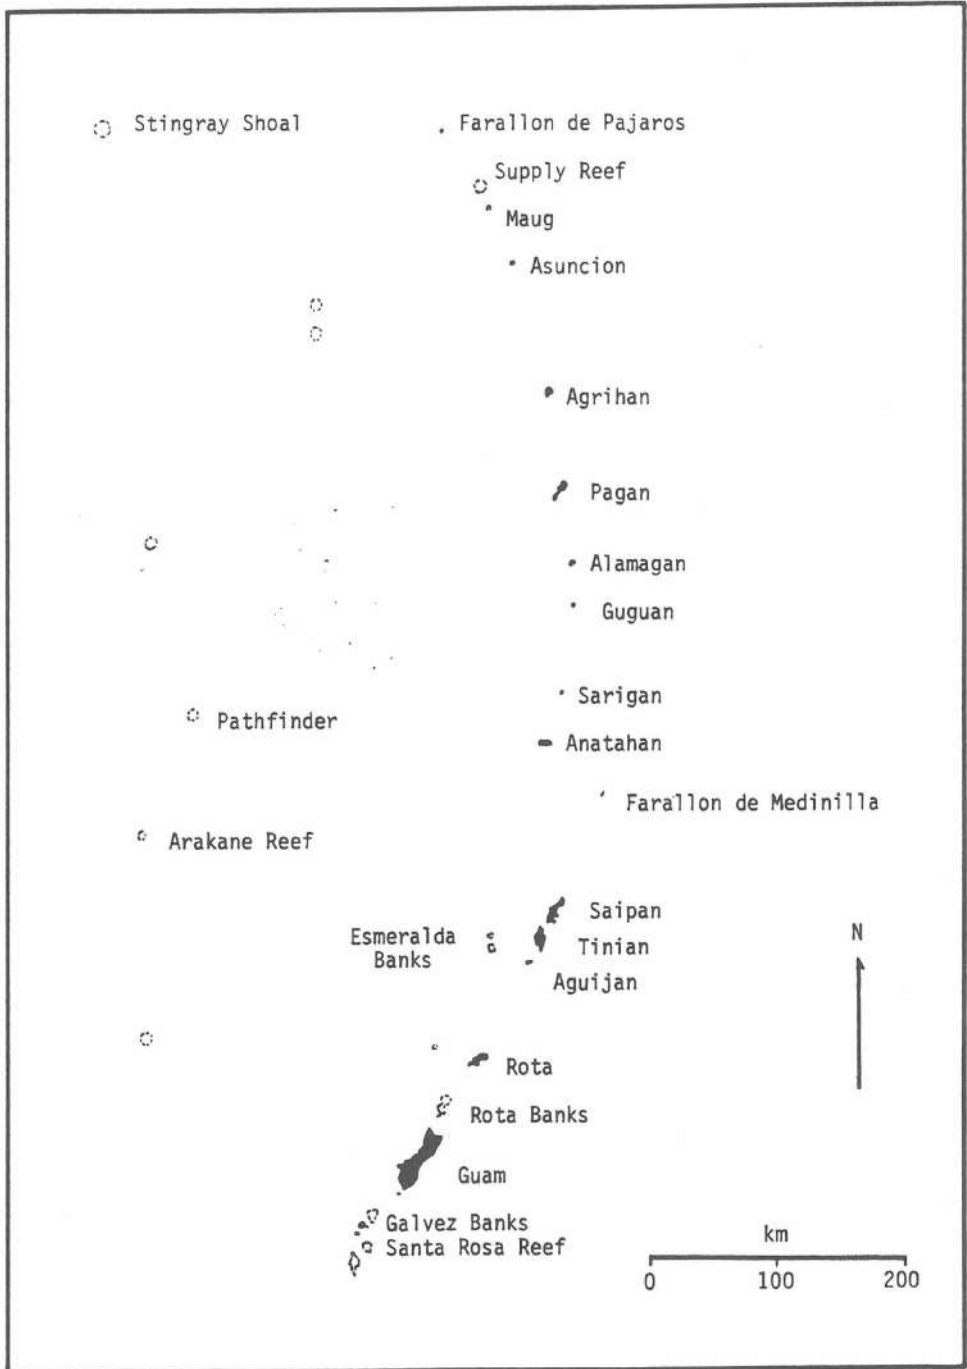 Stingray Shoal
Farallon de Pajaros
Supply Reef
Maug
Asuncion
Agrihan
Pagan
Alamagan
Guguan
Sarigan
Pathfinder
Anatahan
Farallon de Medinilla
Arakane Reef
Saipan
Esmeralda
Banks
Tinian
N
Aguijan
Rota
Rota Banks
Guam
Galvez Banks
Santa Rosa Reef
km
0 100 200